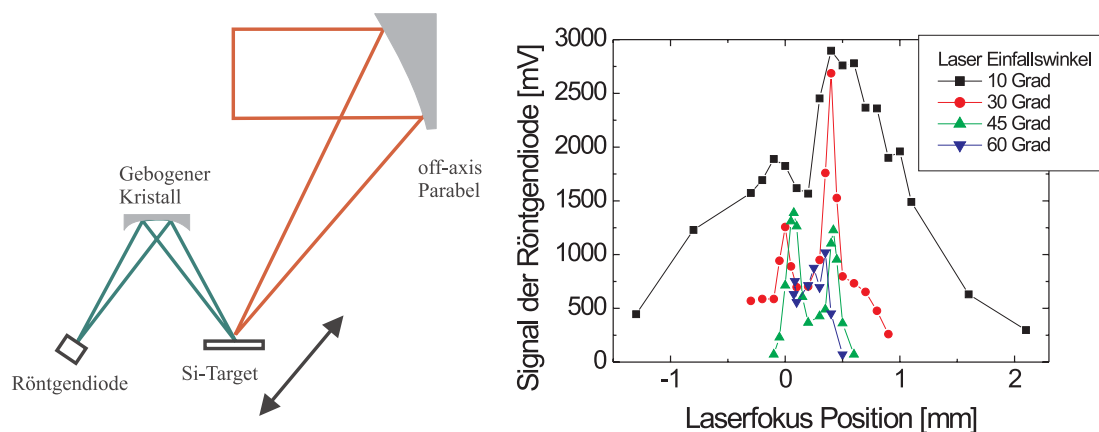 off-axis
Parabel
Gebogener
Kristall
Si-Target
Röntgendiode
Signal der Röntgendiode [mV]
3000
2500
2000
1500
1000
500
0
-1
0
1
2
Laserfokus Position [mm]
Laser Einfallswinkel
10 Grad
30 Grad
45 Grad
60 Grad